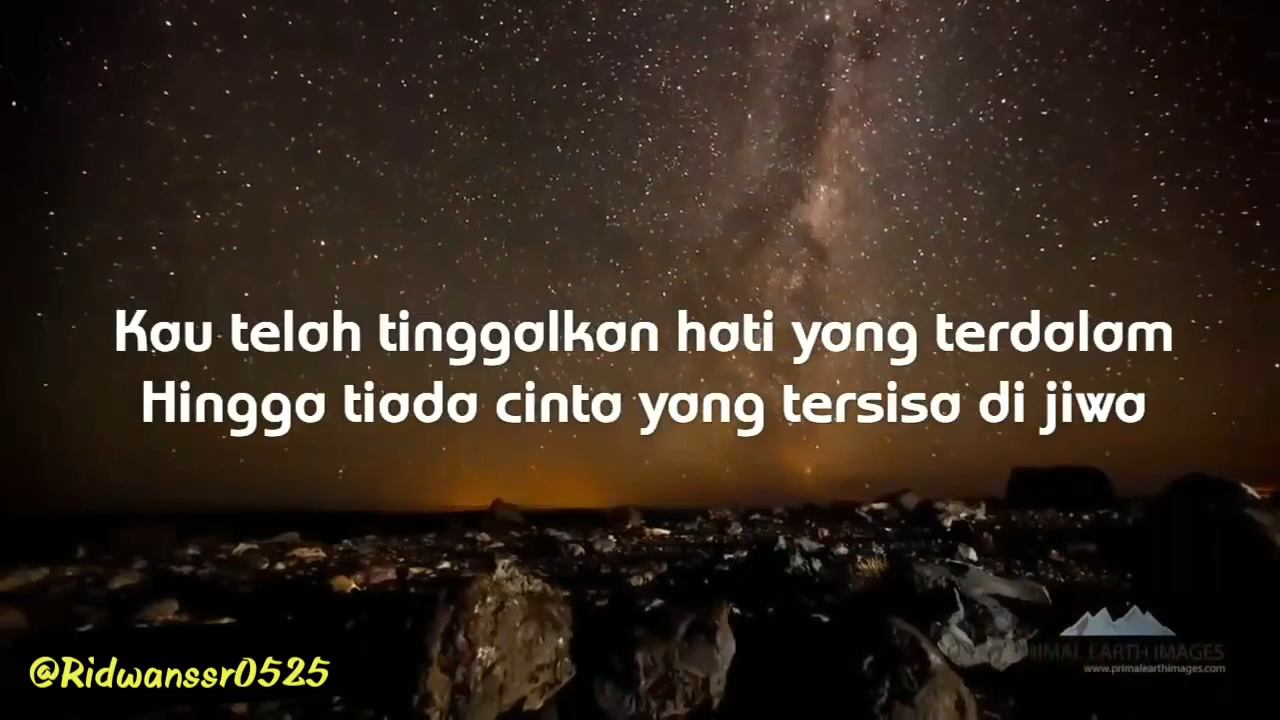 Kau telah tinggalkan hati yang terdalam
Hingga tiada cinta yang tersisa di jiwa
@Ridwanssr0525
PRIMAL EARTH IMAGES
www.primalearthimages.com